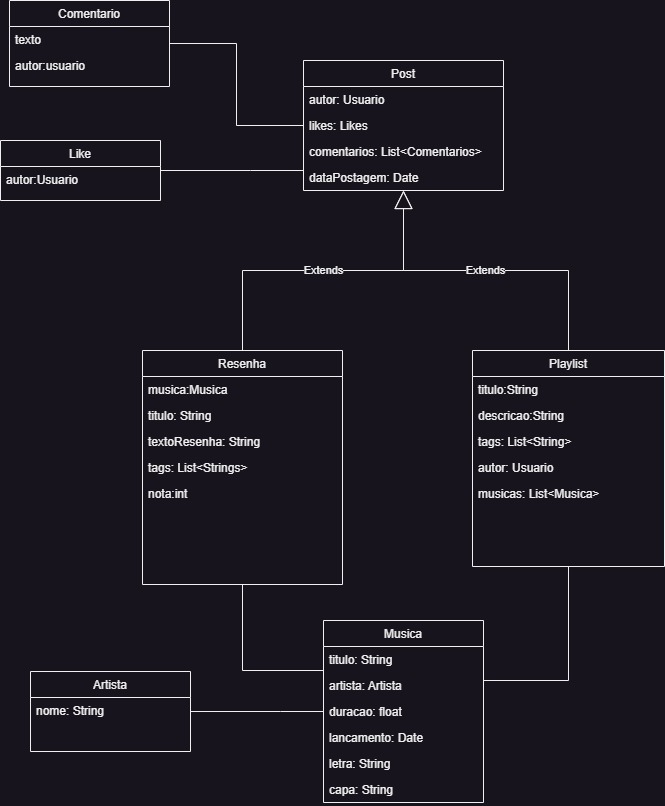 Comentario
texto
autor:usuario
Post
autor: Usuario
likes: Likes
comentarios: List<Comentarios>
dataPostagem: Date
Like
autor:Usuario
Extends
Extends
Resenha
musica:Musica
titulo: String
textoResenha: String
tags: List<Strings>
nota:int
Playlist
titulo:String
descricao:String
tags: List<String>
autor: Usuario
musicas: List<Musica>
Musica
titulo: String
artista: Artista
duracao: float
lancamento: Date
letra: String
capa: String
Artista
nome: String